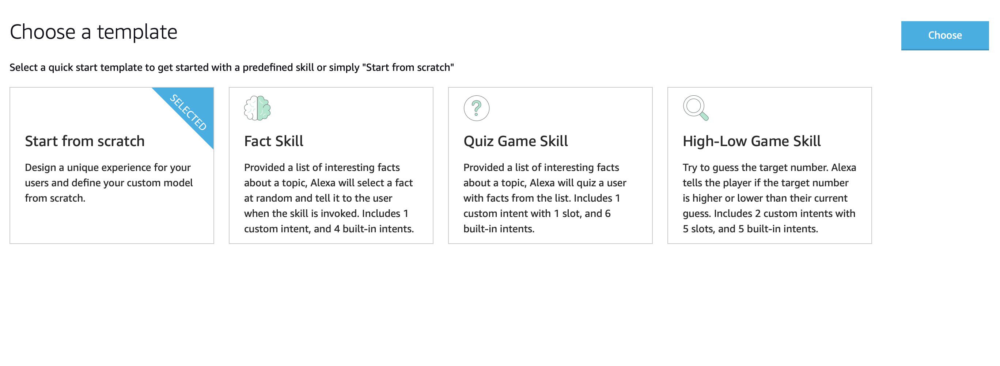 Choose a template
Choose
Select a quick start template to get started with a predefined skill or simply "Start from scratch"
SELECTED
Start from scratch
Design a unique experience for your
users and define your custom model
from scratch.
Fact Skill
Provided a list of interesting facts
about a topic, Alexa will select a fact
at random and tell it to the user
when the skill is invoked. Includes 1
custom intent, and 4 built-in intents.
?
Quiz Game Skill
Provided a list of interesting facts
about a topic, Alexa will quiz a user
with facts from the list. Includes 1
custom intent with 1 slot, and 6
built-in intents.
High-Low Game Skill
Try to guess the target number. Alexa
tells the player if the target number
is higher or lower than their current
guess. Includes 2 custom intents with
5 slots, and 5 built-in intents.